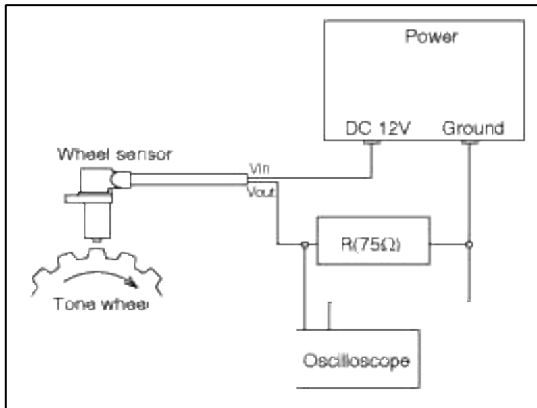 Power
DC 12V Ground
Wheel sensor
Vin
Vout
R(75Ω)
Tone wheel
Oscilloscope